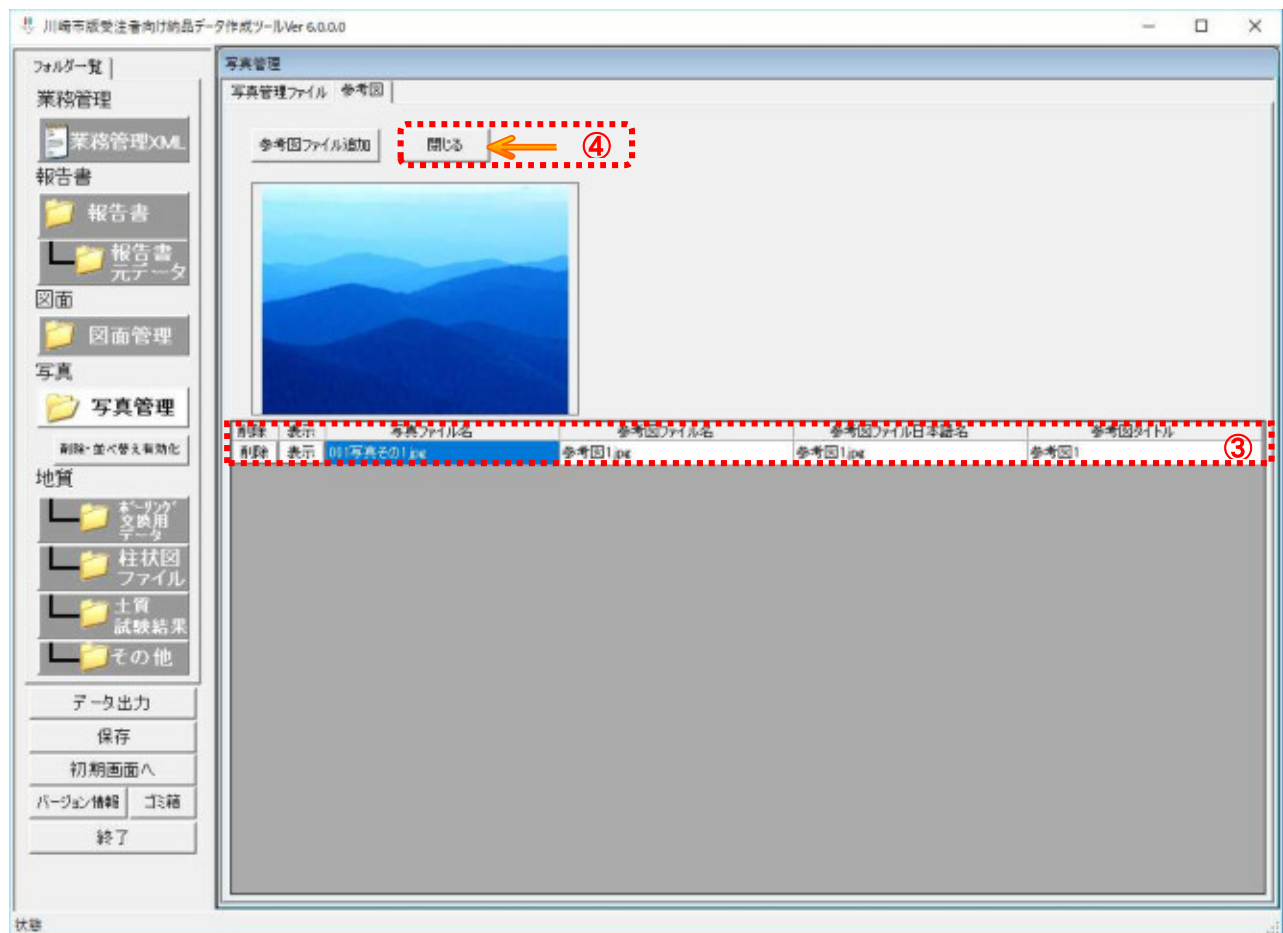 川崎市版受注者向け納品データ作成ツールVer 6.0.0.0
フォルダ一覧
業務管理
業務管理XML
報告書
報告書
報告書
元データ
図面
図面管理
写真
写真管理
削除・並べ替え有効化
地質
ボーリング
交換用
データ
柱状図
ファイル
土質
試験結果
その他
データ出力
保存
初期画面へ
バージョン情報 ゴミ箱
終了
状態
写真管理
写真管理ファイル 参考図
参考図ファイル追加 閉じる ④
削除 表示 写真ファイル名 参考図ファイル名 参考図ファイル日本語名 参考図タイトル
削除 表示 001写真その1.jpg 参考図1.jpg 参考図1.jpg 参考図1 ③